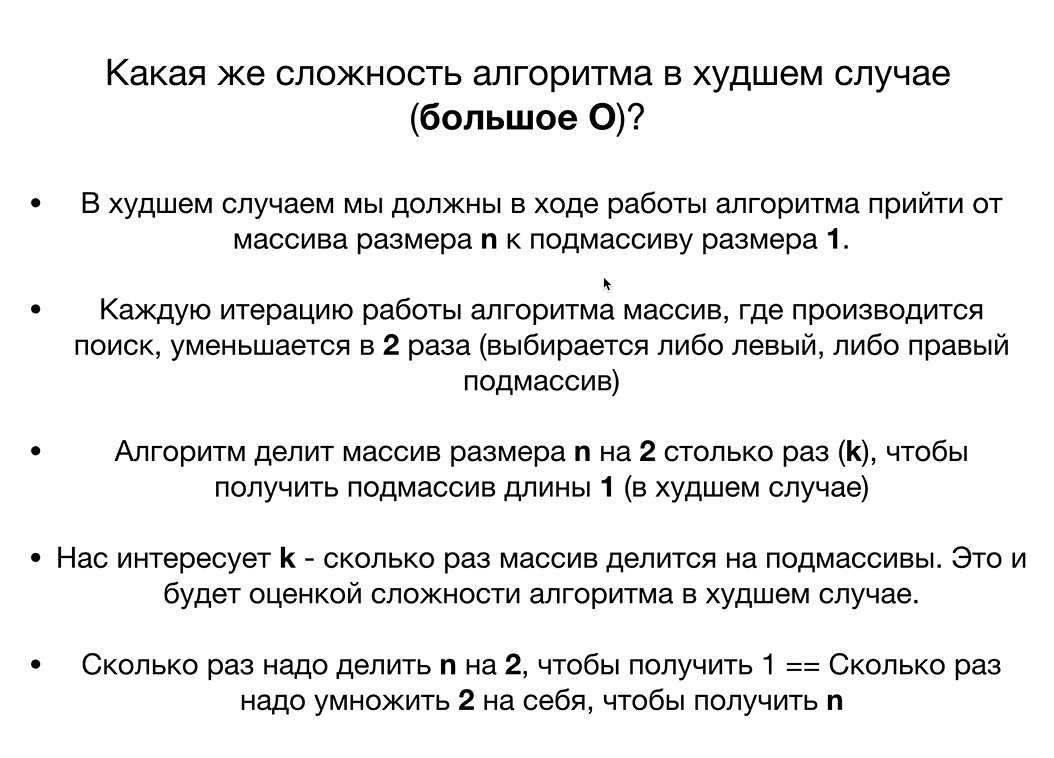 Какая же сложность алгоритма в худшем случае
(большое О)?
• В худшем случаем мы должны в ходе работы алгоритма прийти от
массива размера n к подмассиву размера 1.
• Каждую итерацию работы алгоритма массив, где производится
поиск, уменьшается в 2 раза (выбирается либо левый, либо правый
подмассив)
• Алгоритм делит массив размера n на 2 столько раз (k), чтобы
получить подмассив длины 1 (в худшем случае)
• Нас интересует k - сколько раз массив делится на подмассивы. Это и
будет оценкой сложности алгоритма в худшем случае.
• Сколько раз надо делить n на 2, чтобы получить 1 == Сколько раз
надо умножить 2 на себя, чтобы получить n